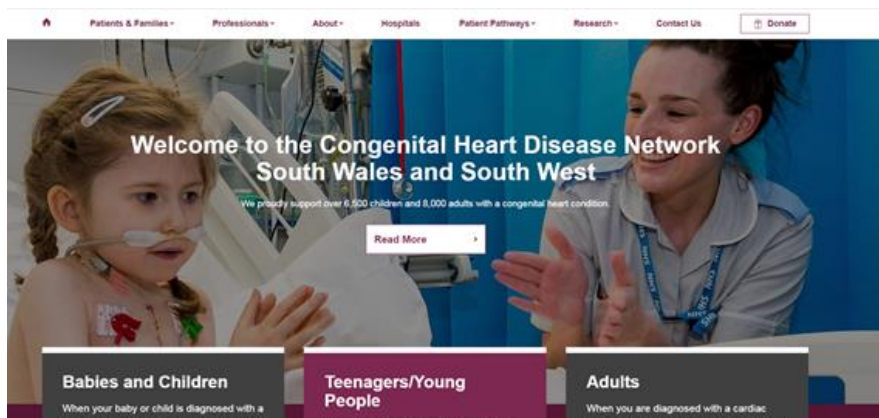 Patients & Families
Professionals
About
Hospitals
Patient Pathways
Research
Contact Us
Donate
Welcome to the Congenital Heart Disease Network
South Wales and South West
We proudly support over 6,500 children and 8,000 adults with a congenital heart condition.
Read More
NHS
NHS
NHS
Babies and Children
When your baby or child is diagnosed with a
Teenagers/Young
People
Adults
When you are diagnosed with a cardiac